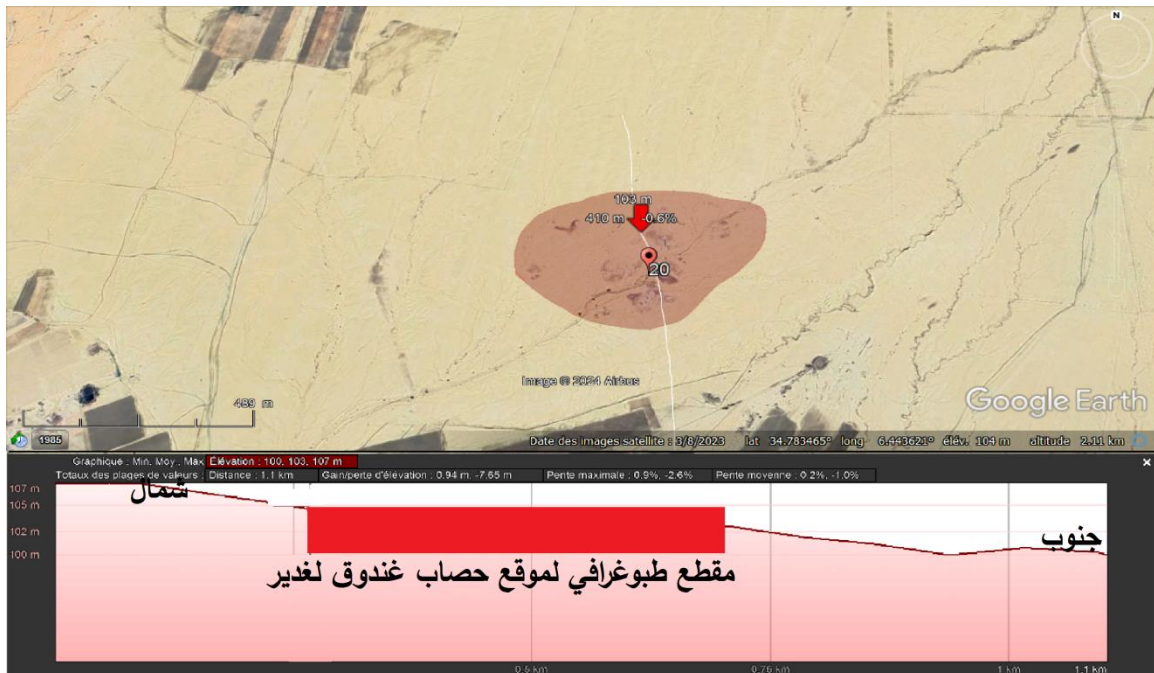 N
103 m
410 m -0.6%
20
Image © 2024 Airbus
Google Earth
489 m
1985
Date des images satellite : 3/8/2023 lat 34.783465° long 6.443621° élév. 104 m altitude 2.11 km
Graphique : Min, Moy., Max Élévation : 100, 103, 107 m
Totaux des plages de valeurs : Distance : 1.1 km Gain/perte d'élévation : 0.94 m, -7.65 m Pente maximale : 0.9%, -2.6% Pente moyenne : 0.2%, -1.0%
107 m
شمال
105 m
102 m
جنوب
100 m
مقطع طبوغرافي لموقع حصاب غندوق لغدير
0.5 km 0.75 km 1 km 1.1 km